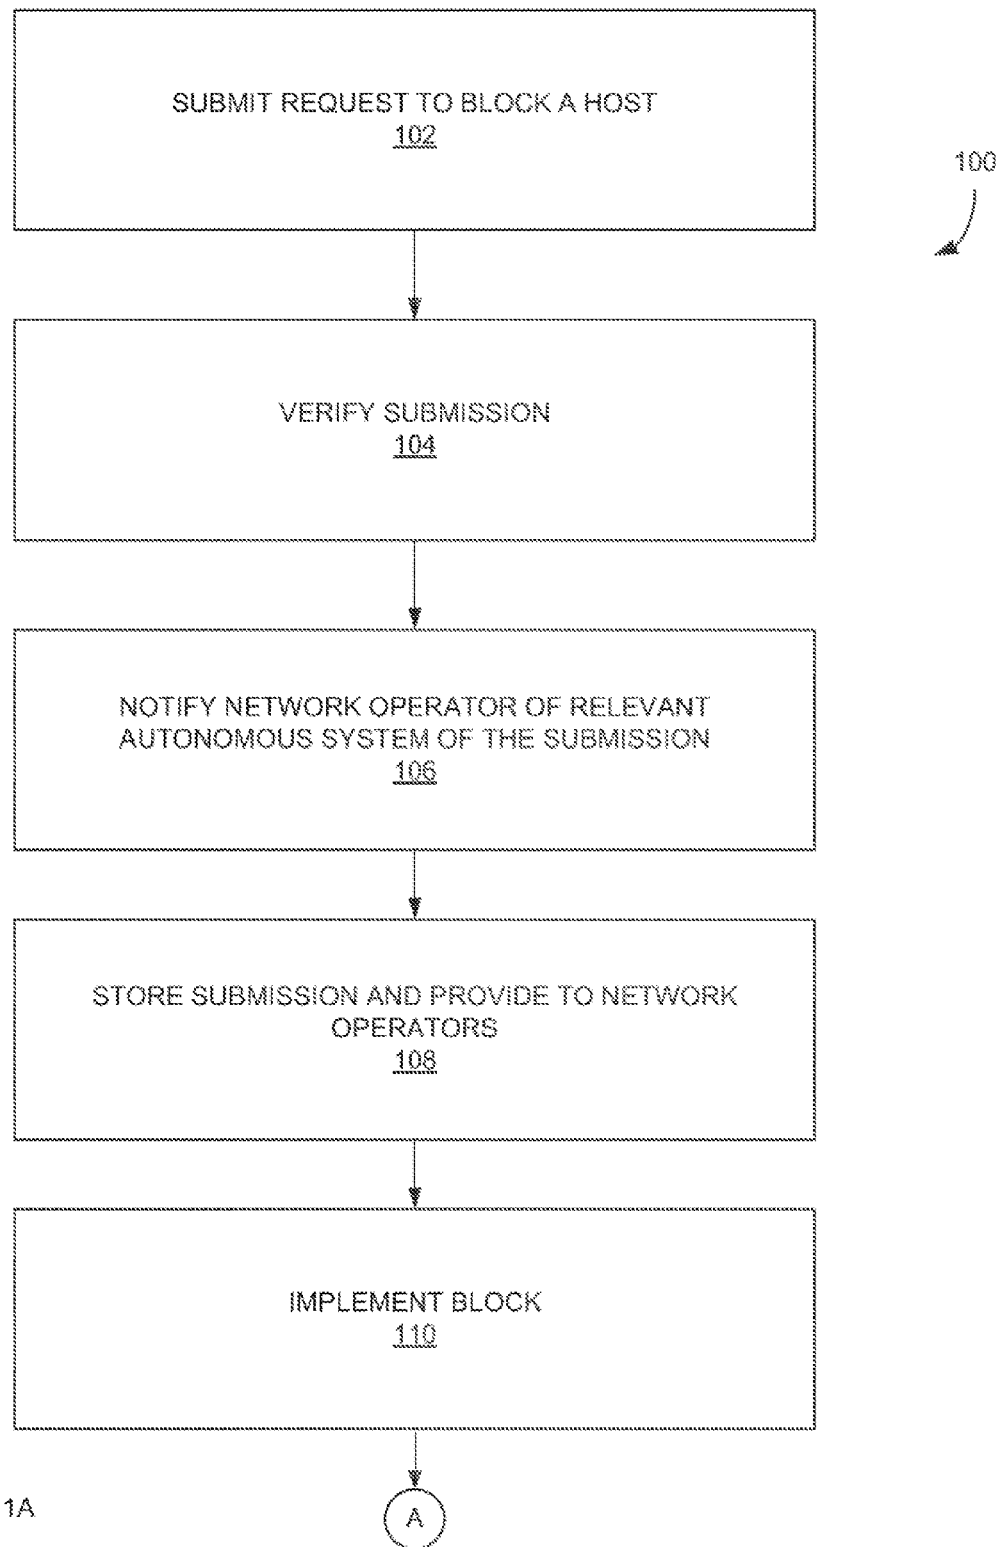 SUBMIT REQUEST TO BLOCK A HOST
102
100
VERIFY SUBMISSION
104
NOTIFY NETWORK OPERATOR OF RELEVANT
AUTONOMOUS SYSTEM OF THE SUBMISSION
106
STORE SUBMISSION AND PROVIDE TO NETWORK
OPERATORS
108
IMPLEMENT BLOCK
110
1A
A